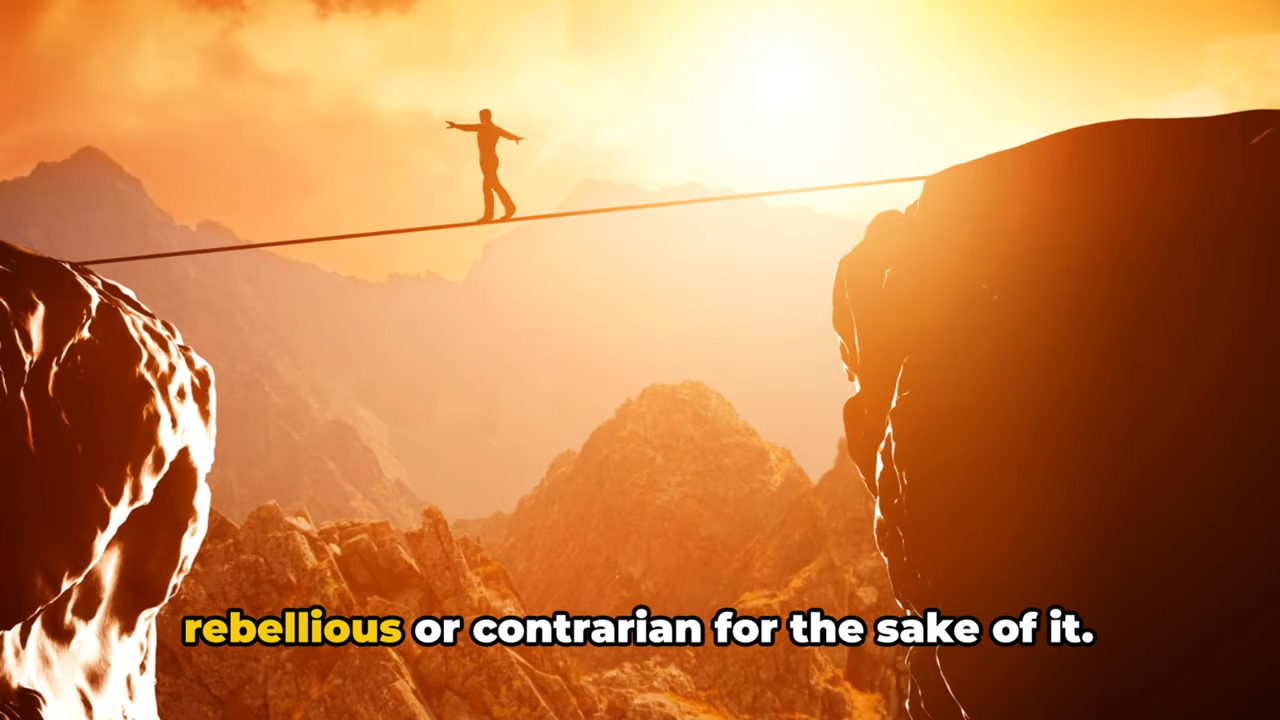 rebellious or contrarian for the sake of it.